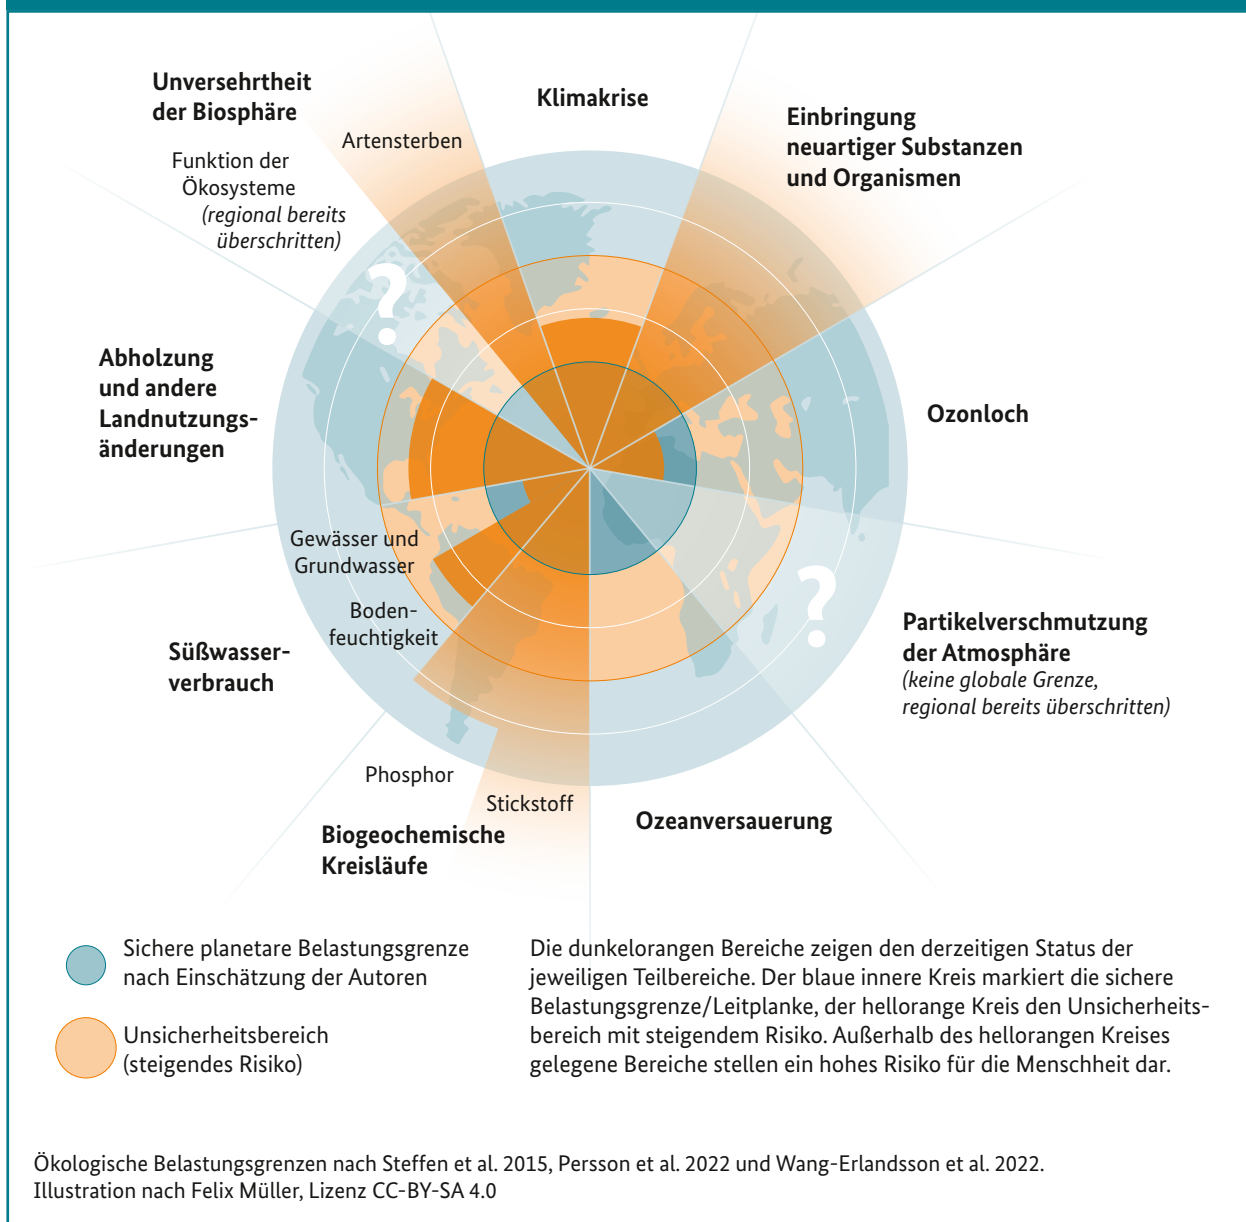 Unversehrtheit
der Biosphäre
Artensterben
Funktion der
Ökosysteme
(regional bereits
überschritten)
?
Klimakrise
Einbringung
neuartiger Substanzen
und Organismen
Ozonloch
Partikelverschmutzung
der Atmosphäre
(keine globale Grenze,
regional bereits überschritten)
?
Ozeanversauerung
Stickstoff
Phosphor
Biogeochemische
Kreisläufe
Abholzung
und andere
Landnutzungs-
änderungen
Gewässer und
Grundwasser
Boden-
feuchtigkeit
Süßwasser-
verbrauch
Sichere planetare Belastungsgrenze
nach Einschätzung der Autoren
Unsicherheitsbereich
(steigendes Risiko)
Die dunkelorangen Bereiche zeigen den derzeitigen Status der
jeweiligen Teilbereiche. Der blaue innere Kreis markiert die sichere
Belastungsgrenze/Leitplanke, der hellorange Kreis den Unsicherheits-
bereich mit steigendem Risiko. Außerhalb des hellorangen Kreises
gelegene Bereiche stellen ein hohes Risiko für die Menschheit dar.
Ökologische Belastungsgrenzen nach Steffen et al. 2015, Persson et al. 2022 und Wang-Erlandsson et al. 2022.
Illustration nach Felix Müller, Lizenz CC-BY-SA 4.0